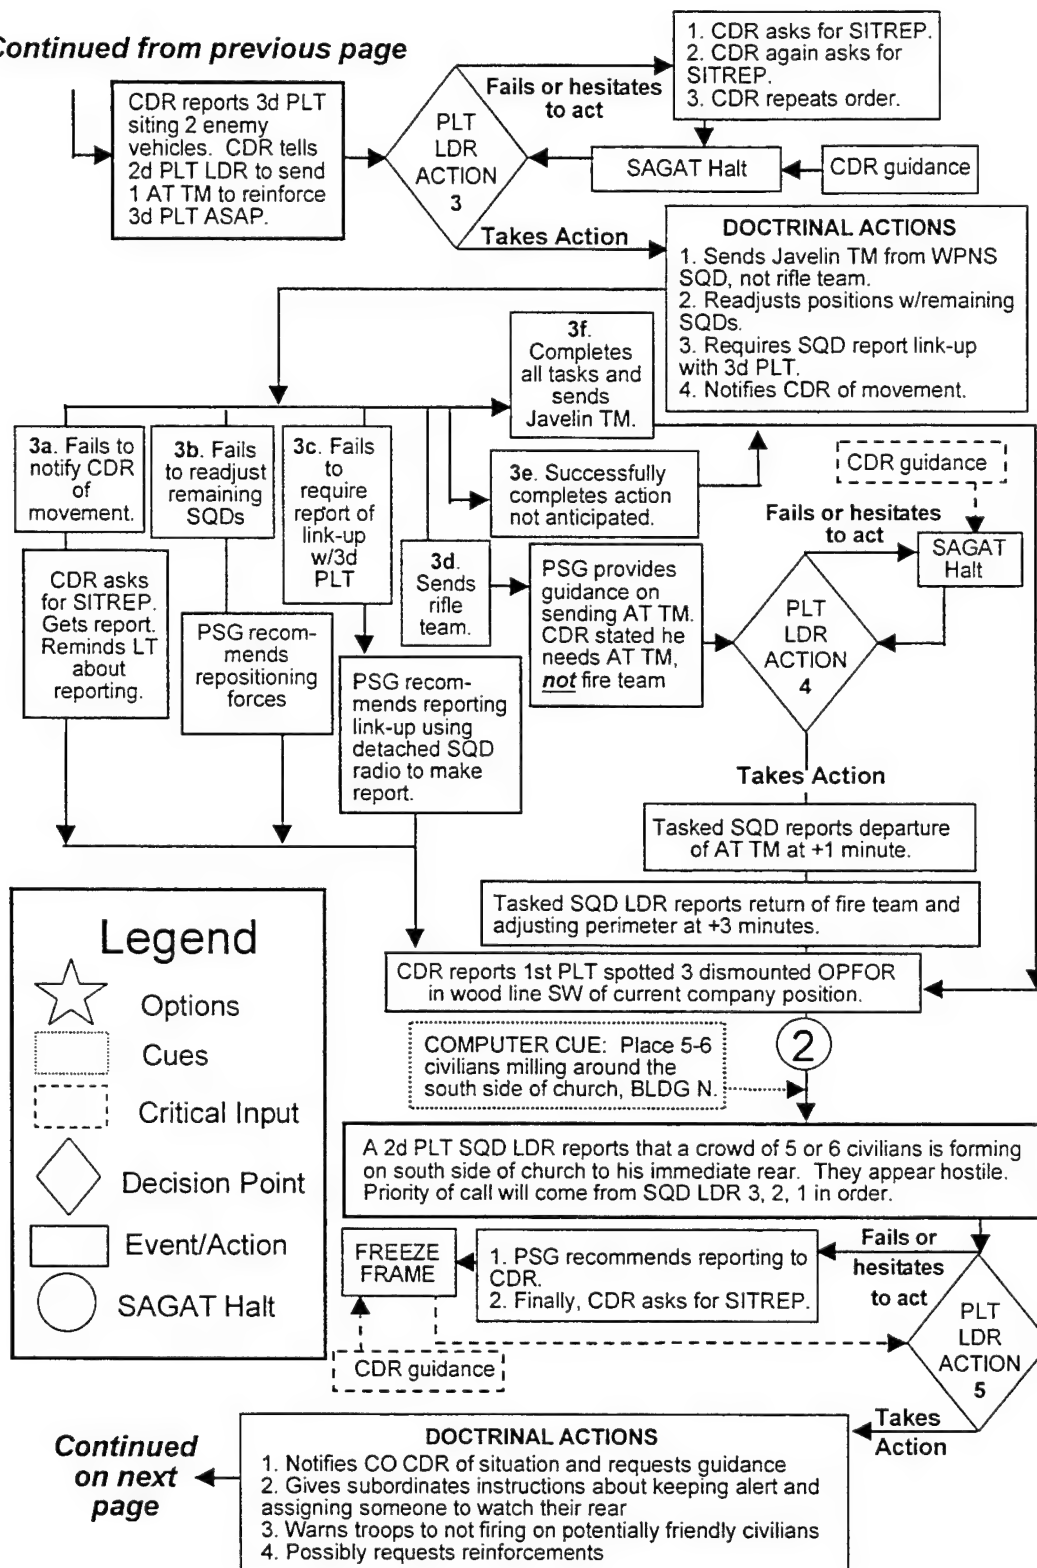 Continued from previous page
CDR reports 3d PLT
siting 2 enemy
vehicles. CDR tells
2d PLT LDR to send
1 AT TM to reinforce
3d PLT ASAP.
PLT
LDR
ACTION
3
Fails or hesitates
to act
1. CDR asks for SITREP.
2. CDR again asks for
SITREP.
3. CDR repeats order.
SAGAT Halt
CDR guidance
Takes Action
DOCTRINAL ACTIONS
1. Sends Javelin TM from WPNS
SQD, not rifle team.
2. Readjusts positions w/remaining
SQDs.
3. Requires SQD report link-up
with 3d PLT.
4. Notifies CDR of movement.
3f.
Completes
all tasks and
sends
Javelin TM.
3a. Fails to
notify CDR
of
movement.
3b. Fails
to readjust
remaining
SQDs
3c. Fails
to
require
report of
link-up
w/3d
PLT
3d.
Sends
rifle
team.
3e. Successfully
completes action
not anticipated.
CDR guidance
Fails or hesitates
to act
SAGAT
Halt
CDR asks
for SITREP.
Gets report.
Reminds LT
about
reporting.
PSG recom-
mends
repositioning
forces
PSG recom-
mends reporting
link-up using
detached SQD
radio to make
report.
PSG provides
guidance on
sending AT TM.
CDR stated he
needs AT TM,
not fire team
PLT
LDR
ACTION
4
Takes Action
Tasked SQD reports departure
of AT TM at +1 minute.
Tasked SQD LDR reports return of fire team and
adjusting perimeter at +3 minutes.
CDR reports 1st PLT spotted 3 dismounted OPFOR
in wood line SW of current company position.
2
COMPUTER CUE: Place 5-6
civilians milling around the
south side of church, BLDG N.
A 2d PLT SQD LDR reports that a crowd of 5 or 6 civilians is forming
on south side of church to his immediate rear. They appear hostile.
Priority of call will come from SQD LDR 3, 2, 1 in order.
Legend
Options
Cues
Critical Input
Decision Point
Event/Action
SAGAT Halt
FREEZE
FRAME
1. PSG recommends reporting to
CDR.
2. Finally, CDR asks for SITREP.
Fails or
hesitates
to act
CDR guidance
PLT
LDR
ACTION
5
Takes
Action
Continued
on next
page
DOCTRINAL ACTIONS
1. Notifies CO CDR of situation and requests guidance
2. Gives subordinates instructions about keeping alert and
assigning someone to watch their rear
3. Warns troops to not firing on potentially friendly civilians
4. Possibly requests reinforcements